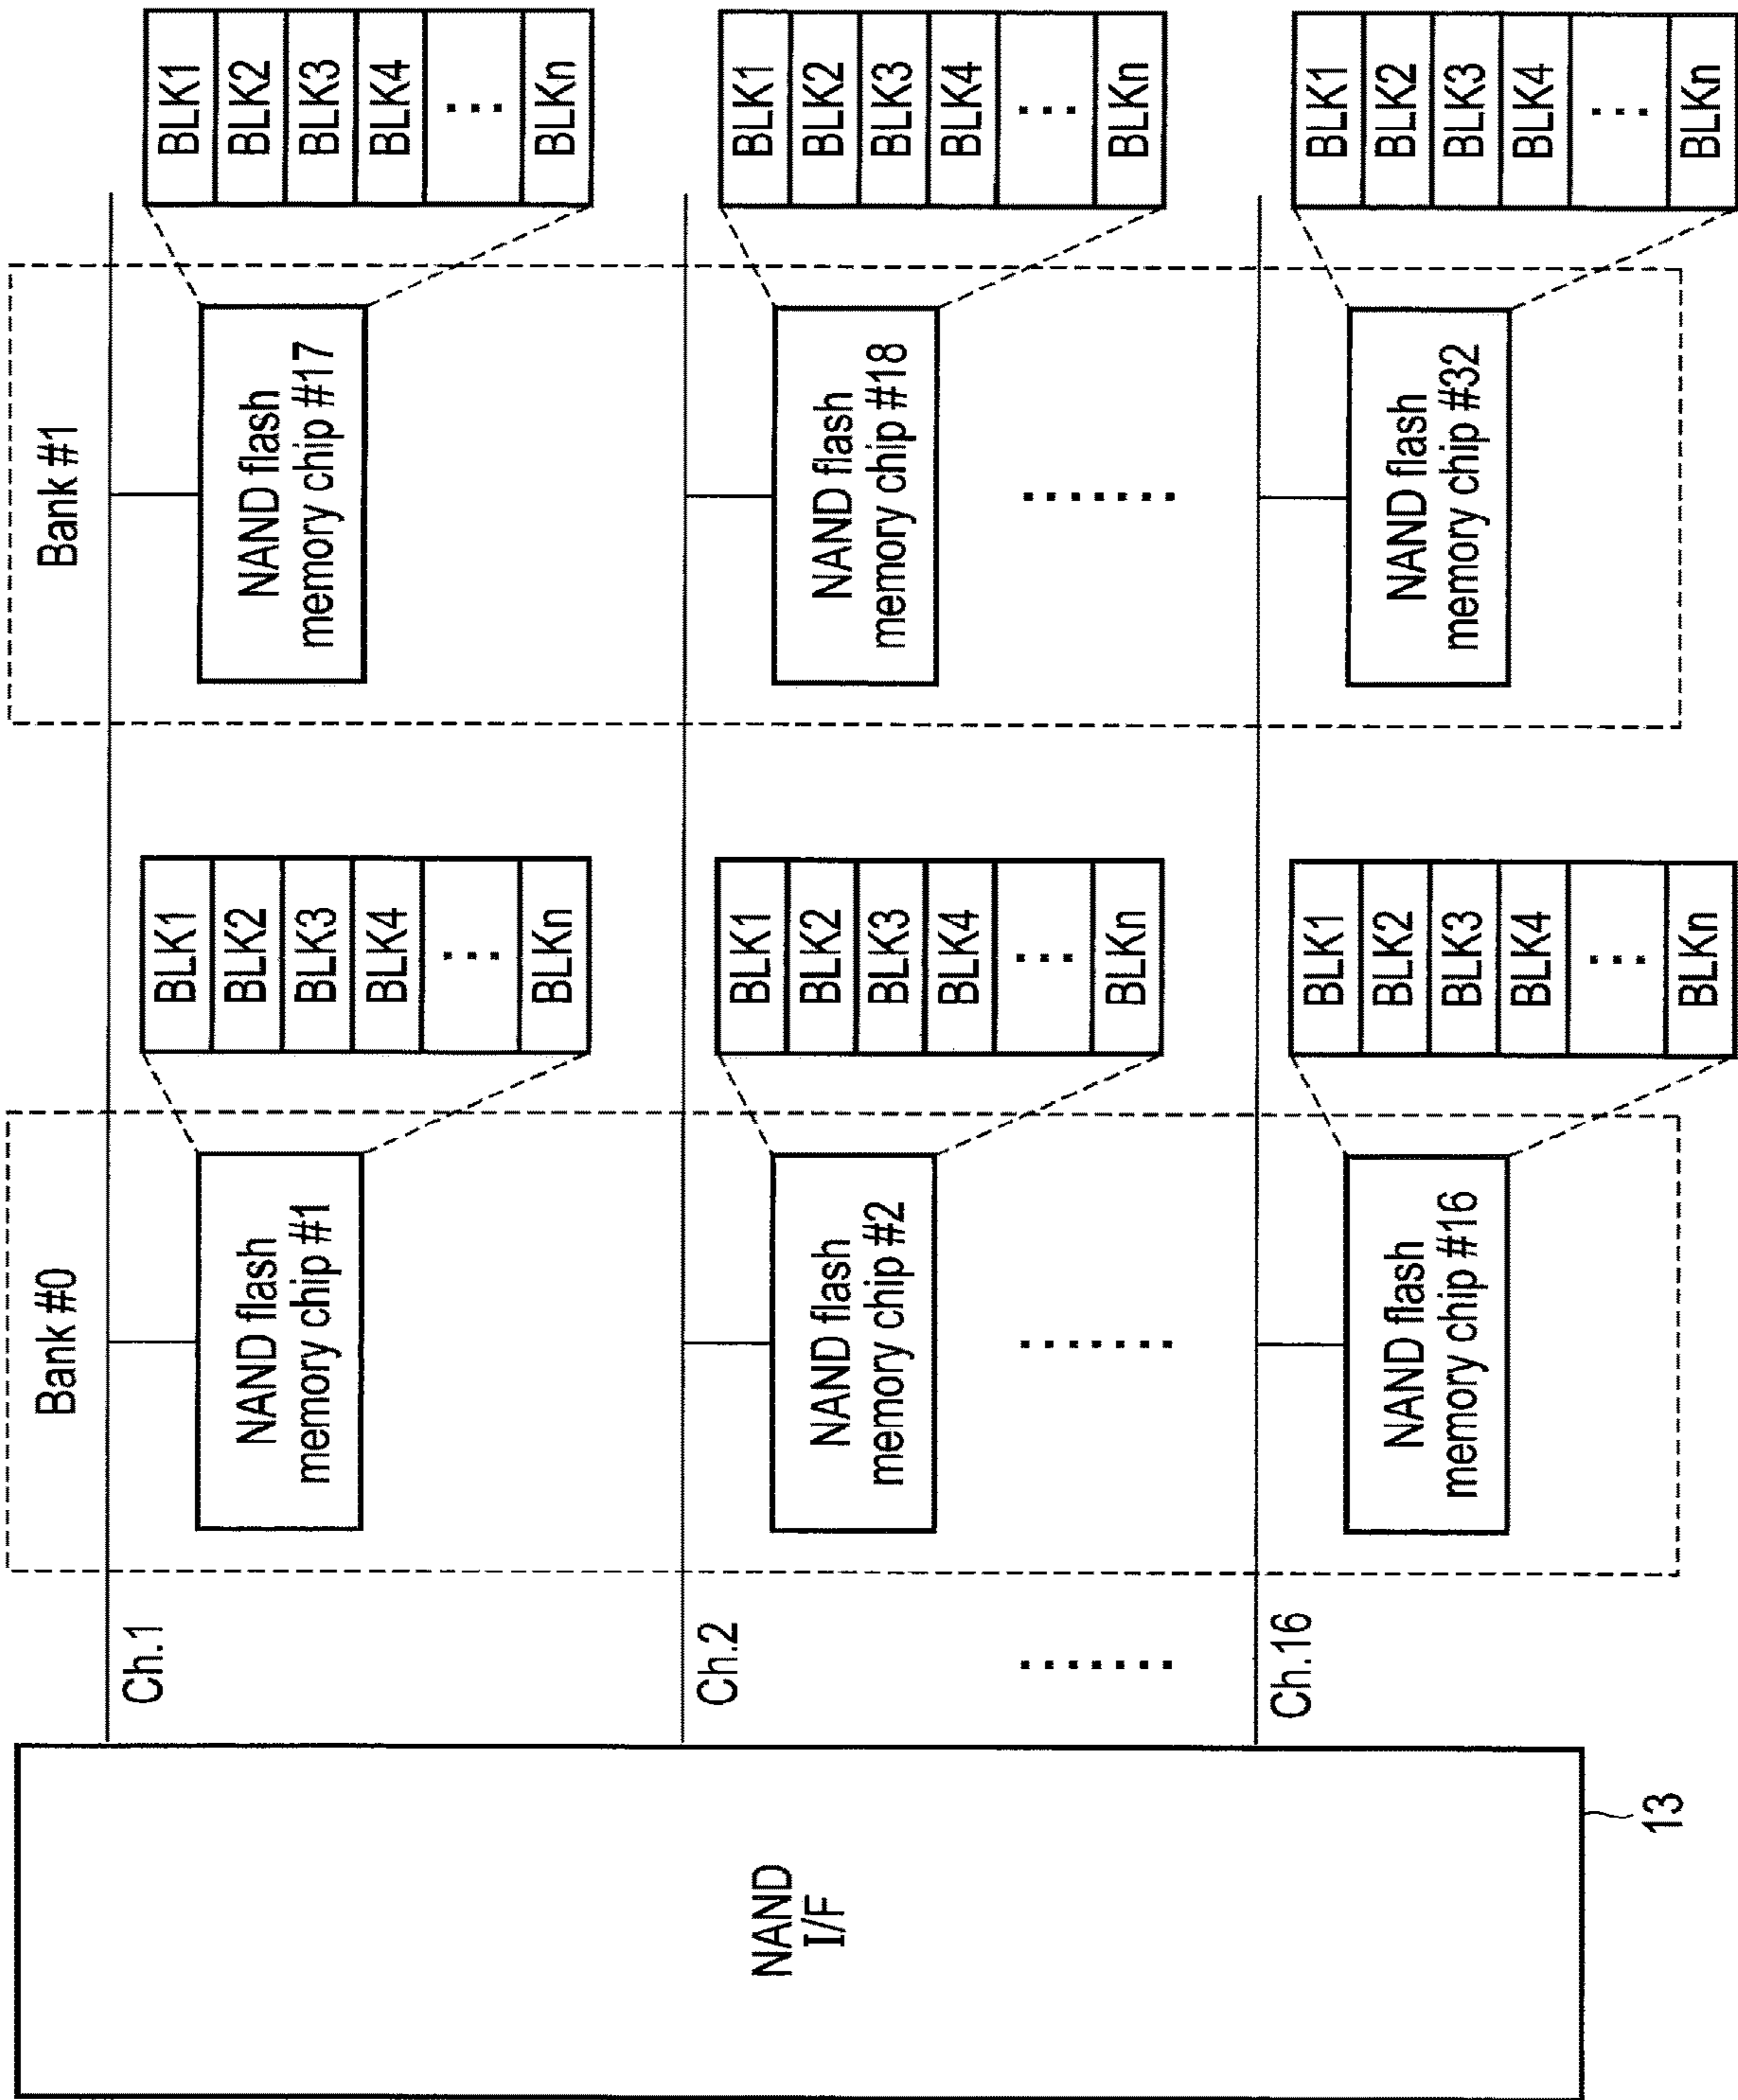 Bank #0
Bank #1
NAND
I/F
13
Ch.1
NAND flash
memory chip #1
BLK1
BLK2
BLK3
BLK4
...
BLKn
NAND flash
memory chip #17
BLK1
BLK2
BLK3
BLK4
...
BLKn
Ch.2
NAND flash
memory chip #2
BLK1
BLK2
BLK3
BLK4
...
BLKn
NAND flash
memory chip #18
BLK1
BLK2
BLK3
BLK4
...
BLKn
.......
.......
.......
Ch.16
NAND flash
memory chip #16
BLK1
BLK2
BLK3
BLK4
...
BLKn
NAND flash
memory chip #32
BLK1
BLK2
BLK3
BLK4
...
BLKn